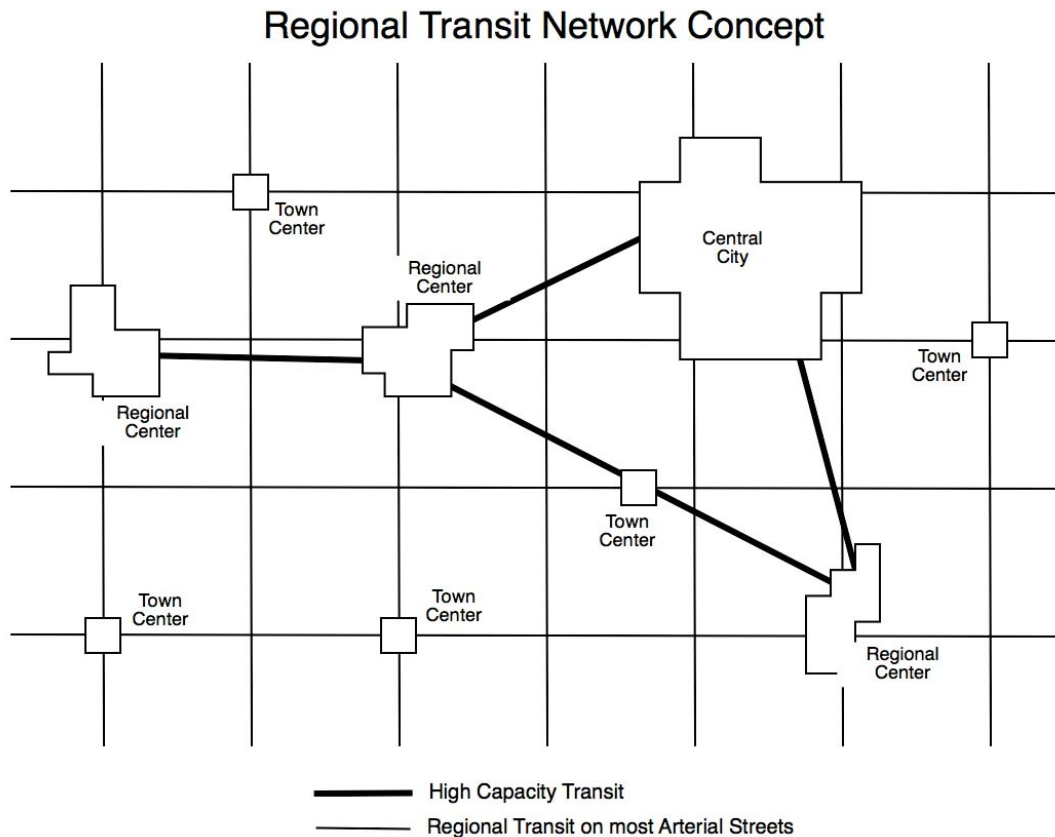 Regional Transit Network Concept
Town
Center
Central
City
Regional
Center
Town
Center
Regional
Center
Town
Center
Town
Center
Town
Center
Regional
Center
High Capacity Transit
Regional Transit on most Arterial Streets